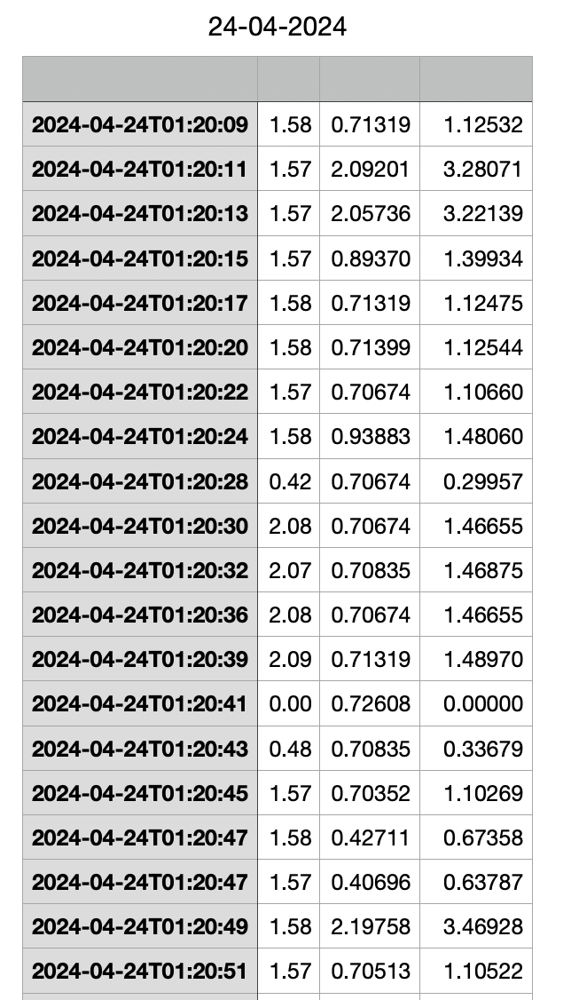 24-04-2024
2024-04-24T01:20:09 1.58 0.71319 1.12532
2024-04-24T01:20:11 1.57 2.09201 3.28071
2024-04-24T01:20:13 1.57 2.05736 3.22139
2024-04-24T01:20:15 1.57 0.89370 1.39934
2024-04-24T01:20:17 1.58 0.71319 1.12475
2024-04-24T01:20:20 1.58 0.71399 1.12544
2024-04-24T01:20:22 1.57 0.70674 1.10660
2024-04-24T01:20:24 1.58 0.93883 1.48060
2024-04-24T01:20:28 0.42 0.70674 0.29957
2024-04-24T01:20:30 2.08 0.70674 1.46655
2024-04-24T01:20:32 2.07 0.70835 1.46875
2024-04-24T01:20:36 2.08 0.70674 1.46655
2024-04-24T01:20:39 2.09 0.71319 1.48970
2024-04-24T01:20:41 0.00 0.72608 0.00000
2024-04-24T01:20:43 0.48 0.70835 0.33679
2024-04-24T01:20:45 1.57 0.70352 1.10269
2024-04-24T01:20:47 1.58 0.42711 0.67358
2024-04-24T01:20:47 1.57 0.40696 0.63787
2024-04-24T01:20:49 1.58 2.19758 3.46928
2024-04-24T01:20:51 1.57 0.70513 1.10522